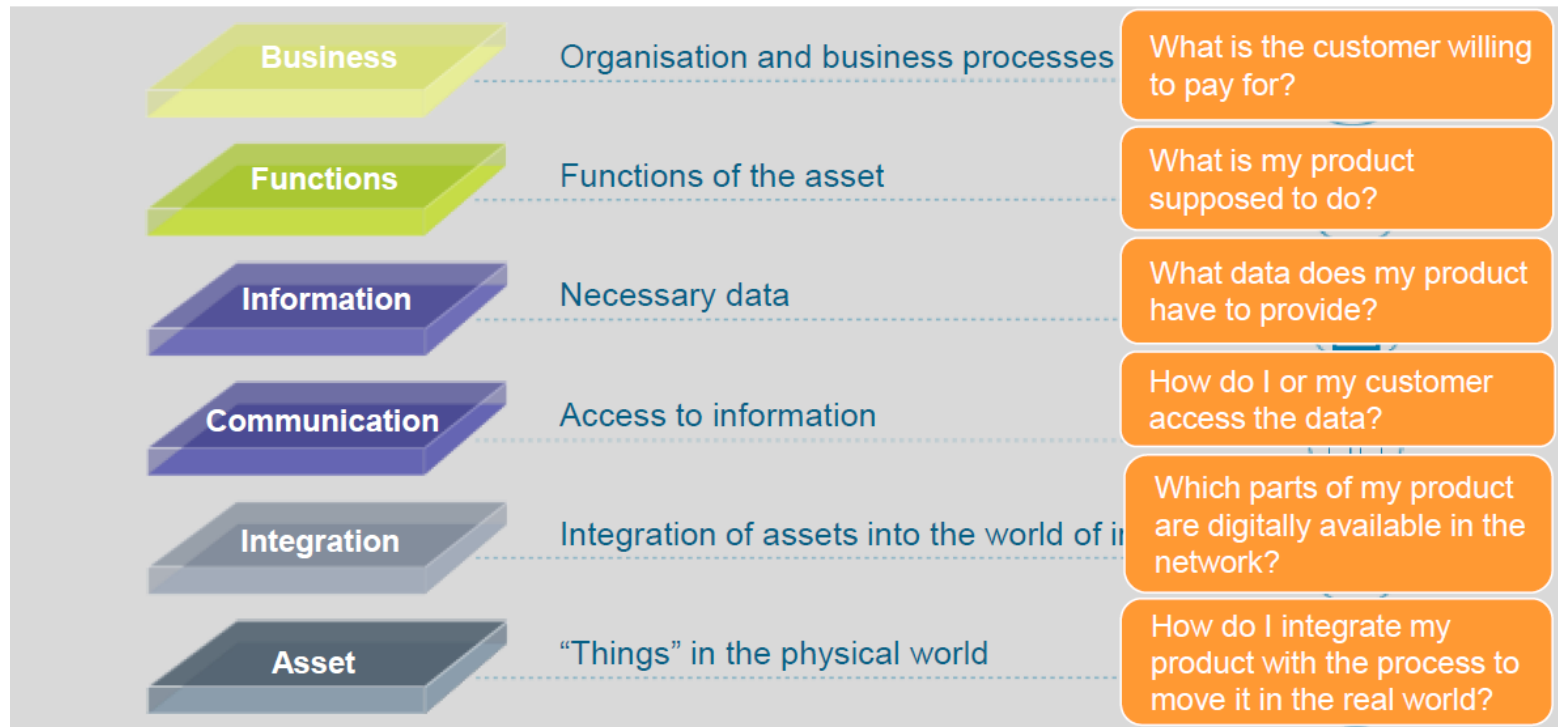 Business
Organisation and business processes
What is the customer willing
to pay for?
Functions
Functions of the asset
What is my product
supposed to do?
Information
Necessary data
What data does my product
have to provide?
Communication
Access to information
How do I or my customer
access the data?
Integration
Integration of assets into the world of
Which parts of my product
are digitally available in the
network?
Asset
“Things” in the physical world
How do I integrate my
product with the process to
move it in the real world?